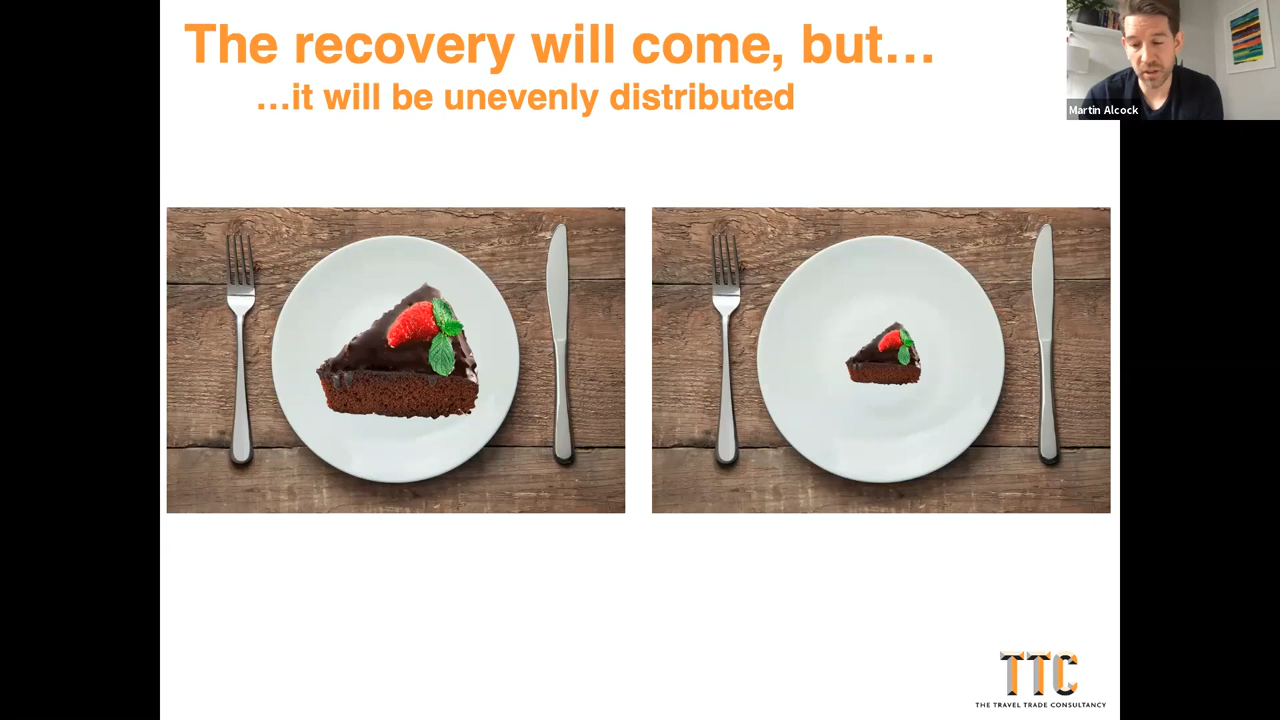 The recovery will come, but…
…it will be unevenly distributed
Martin Alcock
TTC
THE TRAVEL TRADE CONSULTANCY